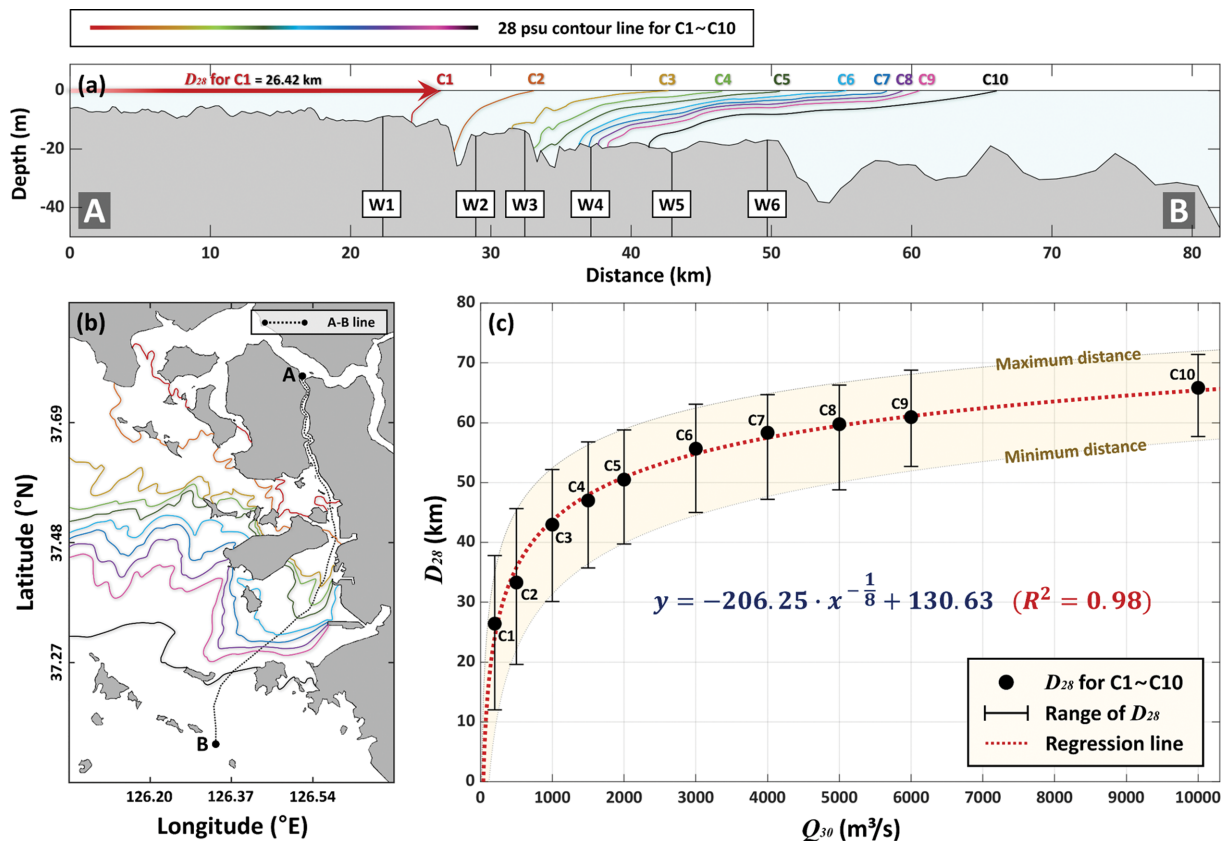 28 psu contour line for C1~C10
(a)
D₂₈ for C1 = 26.42 km
C1 C2 C3 C4 C5 C6 C7 C8 C9 C10
Depth (m)
0
-20
-40
A
W1 W2 W3 W4 W5 W6
B
0 10 20 30 40 50 60 70 80
Distance (km)
(b)
A-B line
A
B
Latitude (°N)
37.69
37.48
37.27
126.20 126.37 126.54
Longitude (°E)
(c)
D₂₈ (km)
80
70
60
50
40
30
20
10
0
Maximum distance
Minimum distance
C1
C2
C3
C4
C5
C6
C7
C8
C9
C10
y = −206.25 · x^(−1/8) + 130.63 (R² = 0.98)
D₂₈ for C1~C10
Range of D₂₈
Regression line
0 1000 2000 3000 4000 5000 6000 7000 8000 9000 10000
Q₃₀ (m³/s)